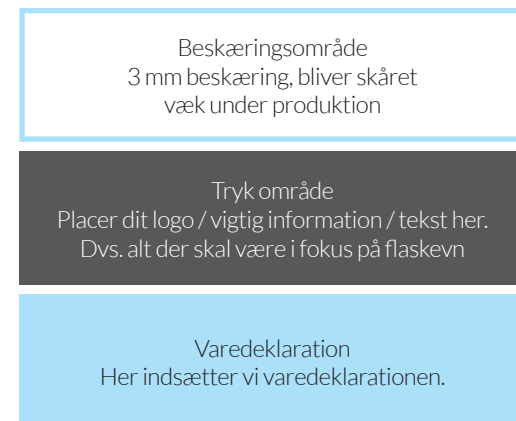 Beskæringsområde
3 mm beskæring, bliver skåret
væk under produktion
Tryk område
Placer dit logo / vigtig information / tekst her.
Dvs. alt der skal være i fokus på flaskevn
Varedeklaration
Her indsætter vi varedeklarationen.